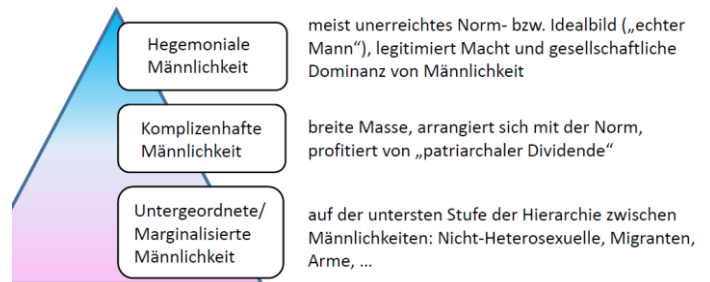 Hegemoniale
Männlichkeit
meist unerreichtes Norm- bzw. Idealbild („echter
Mann“), legitimiert Macht und gesellschaftliche
Dominanz von Männlichkeit
Komplizenhafte
Männlichkeit
breite Masse, arrangiert sich mit der Norm,
profitiert von „patriarchaler Dividende“
Untergeordnete/
Marginalisierte
Männlichkeit
auf der untersten Stufe der Hierarchie zwischen
Männlichkeiten: Nicht-Heterosexuelle, Migranten,
Arme, ...